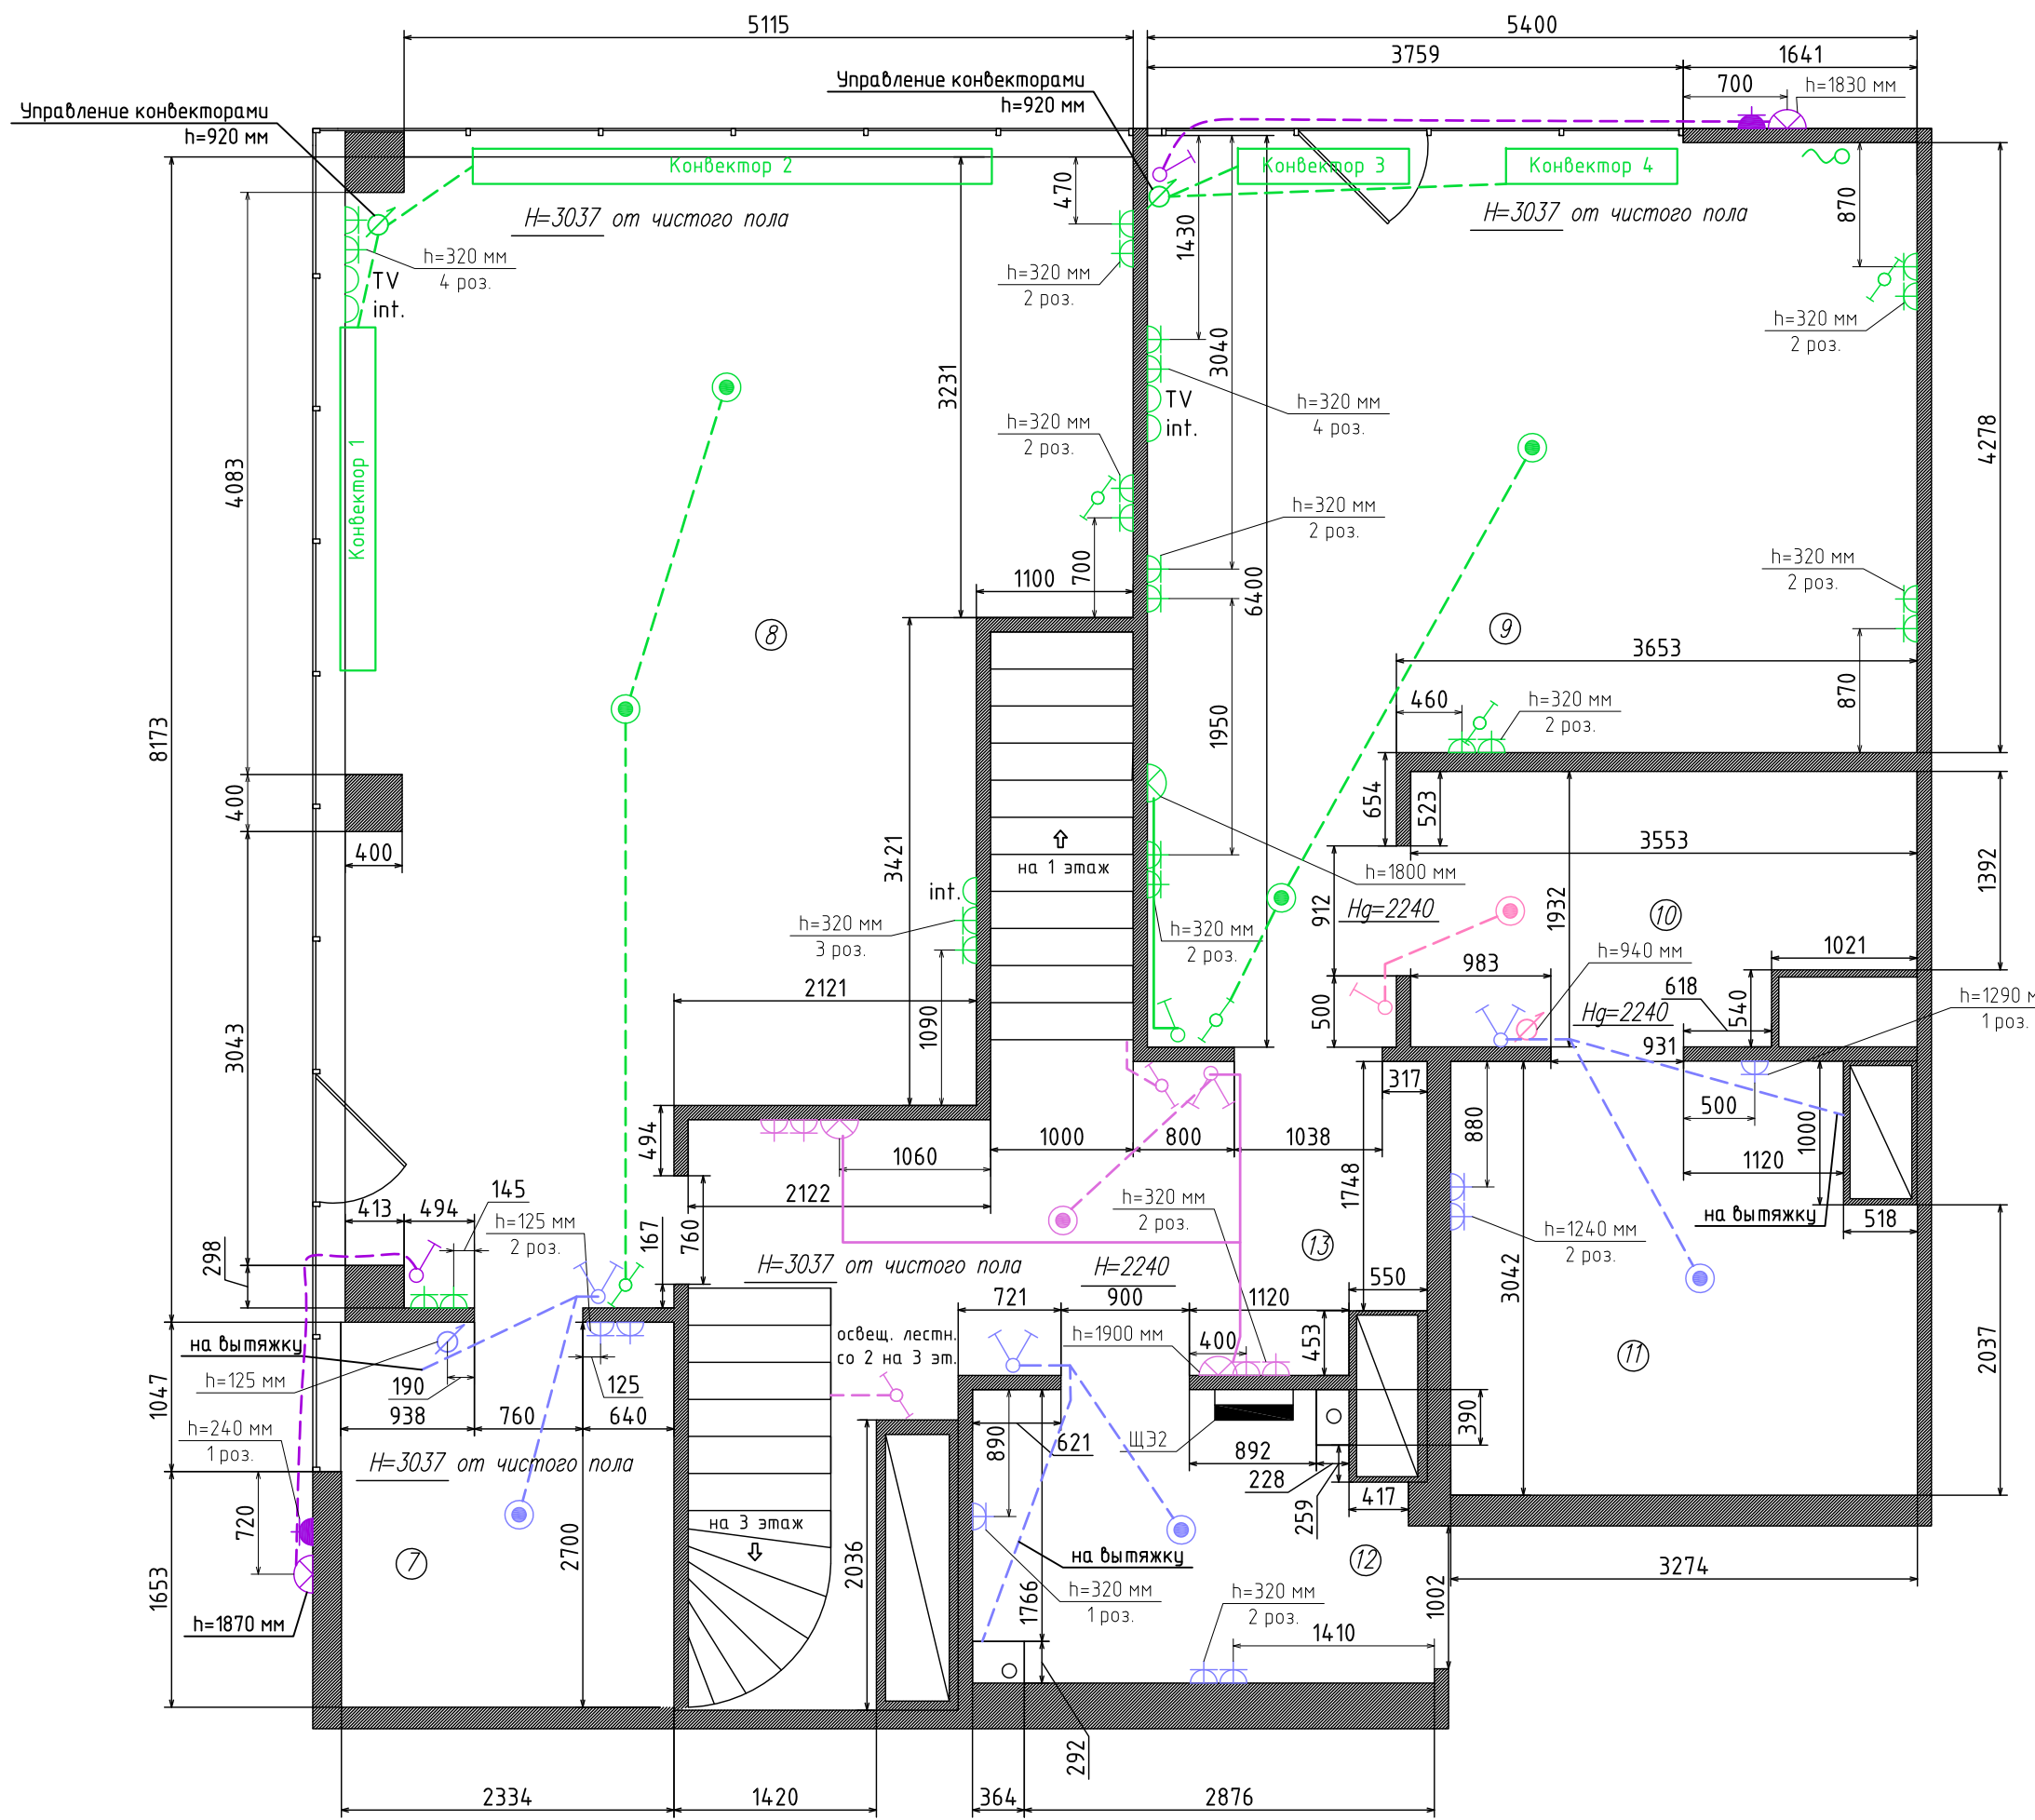 5115
5400
3759
1641
Управление конвекторами
h=920 мм
700
h=1830 мм
Управление конвекторами
h=920 мм
Конвектор 2
Конвектор 3
Конвектор 4
470
870
H=3037 от чистого пола
H=3037 от чистого пола
1430
h=320 мм
4 роз.
TV
int.
h=320 мм
2 роз.
h=320 мм
2 роз.
3040
3231
TV
int.
h=320 мм
4 роз.
h=320 мм
2 роз.
4278
4083
Конвектор 1
h=320 мм
2 роз.
700
1100
6400
h=320 мм
2 роз.
8
9
3653
870
460
h=320 мм
2 роз.
1950
8173
400
400
654
523
3553
1392
3421
на 1 этаж
h=1800 мм
int.
h=320 мм
3 роз.
h=320 мм
2 роз.
912
Hg=2240
1932
10
1021
h=940 мм
983
618
540
h=1290 м
1 роз.
Hg=2240
2121
1090
500
931
3043
317
500
1000
880
494
1060
1000
800
1038
1120
2122
1748
413
494
145
h=125 мм
2 роз.
167
760
h=320 мм
2 роз.
h=1240 мм
2 роз.
на вытяжку
518
298
H=3037 от чистого пола
H=2240
13
550
3042
721
900
1120
на вытяжку
освещ. лестн.
со 2 на 3 эт.
h=1900 мм
400
453
11
2037
h=125 мм
190
125
1047
938
760
640
h=240 мм
1 роз.
H=3037 от чистого пола
890
621
ЩЭ2
892
390
228
259
417
720
на 3 этаж
2700
2036
7
на вытяжку
12
3274
1653
h=1870 мм
h=320 мм
1 роз.
1766
h=320 мм
2 роз.
1002
1410
292
2334
1420
364
2876